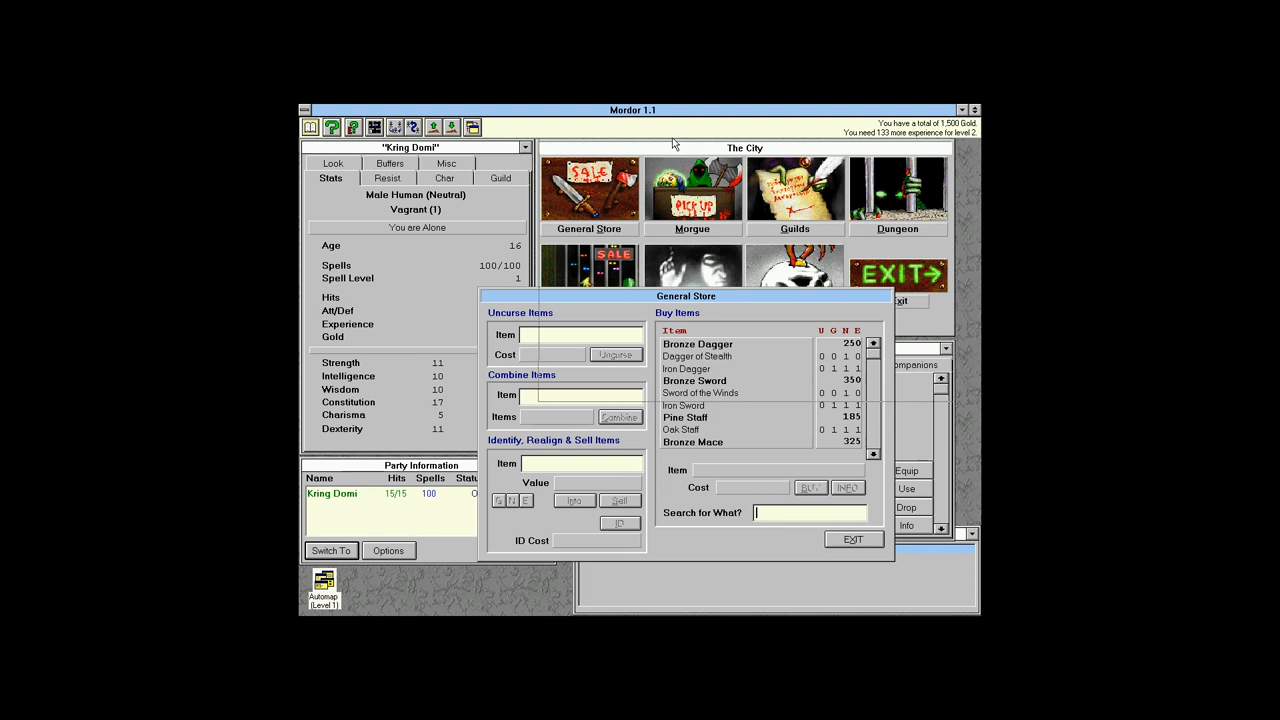 Mordor 1.1
You have a total of 1,500 Gold.
You need 133 more experience for level 2.
"Kring Domi"
Look Buffers Misc
Stats Resist. Char Guild
Male Human (Neutral)
Vagrant (1)
You are Alone
Age 16
Spells 100/100
Spell Level 1
Hits
Att/Def
Experience
Gold
Strength 11
Intelligence 10
Wisdom 10
Constitution 17
Charisma 5
Dexterity 11
Party Information
Name Hits Spells Statu
Kring Domi 15/15 100 O
Switch To Options
Automap
(Level 1)
The City
SALE
PICK UP
General Store Morgue Guilds Dungeon
SALE
EXIT
xit
General Store
Uncurse Items
Item
Cost Uncurse
Combine Items
Item
Items Combine
Identify, Realign & Sell Items
Item
Value
G N E Info Sell
ID
ID Cost
Buy Items
Item U G N E
Bronze Dagger 250
Dagger of Stealth 0 0 1 0
Iron Dagger 0 1 1 1
Bronze Sword 350
Sword of the Winds 0 0 1 0
Iron Sword 0 1 1 1
Pine Staff 185
Oak Staff 0 1 1 1
Bronze Mace 325
Item
Cost BUY INFO
Search for What?
EXIT
ompanions
Equip
Use
Drop
Info